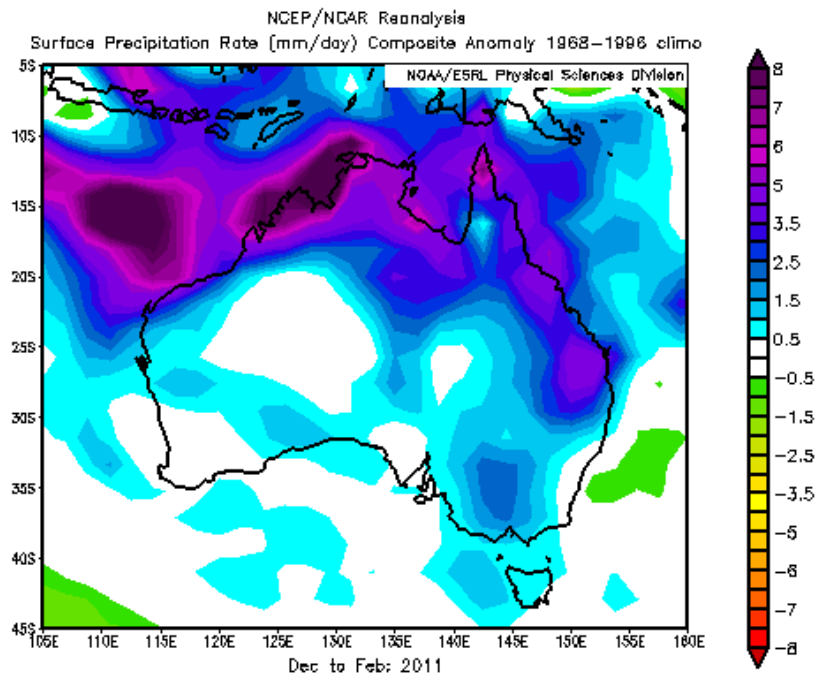 NCEP/NCAR Reanalysis
Surface Precipitation Rate (mm/day) Composite Anomaly 1968-1996 climo
NOAA/ESRL Physical Sciences Division
5S
10S
15S
20S
25S
30S
35S
40S
45S
105E 110E 115E 120E 125E 130E 135E 140E 145E 150E 155E 160E
Dec to Feb: 2011
8
7
6
5
3.5
2.5
1.5
0.5
-0.5
-1.5
-2.5
-3.5
-5
-6
-7
-8